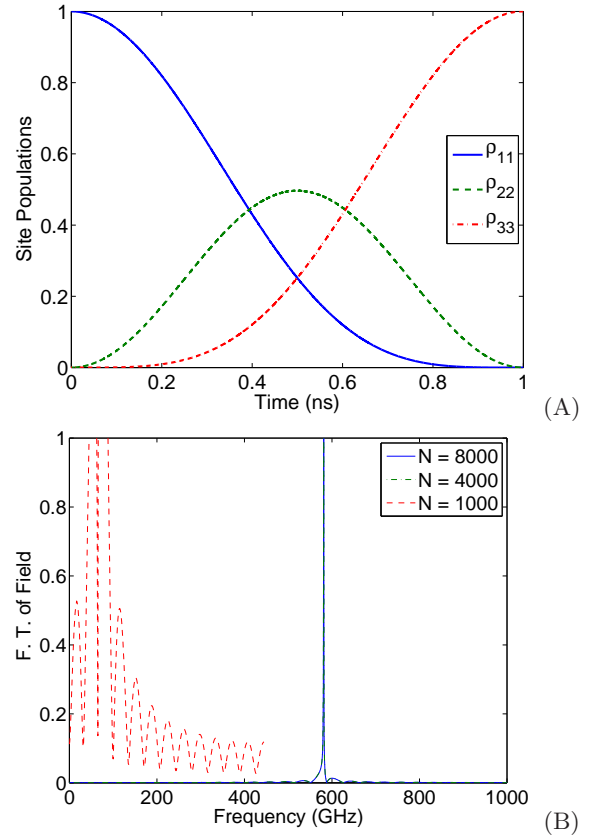 1
0.8
0.6
0.4
0.2
0
Site Populations
ρ11
ρ22
ρ33
0 0.2 0.4 0.6 0.8 1
Time (ns)
(A)
1
0.8
0.6
0.4
0.2
0
F. T. of Field
N = 8000
N = 4000
N = 1000
0 200 400 600 800 1000
Frequency (GHz)
(B)